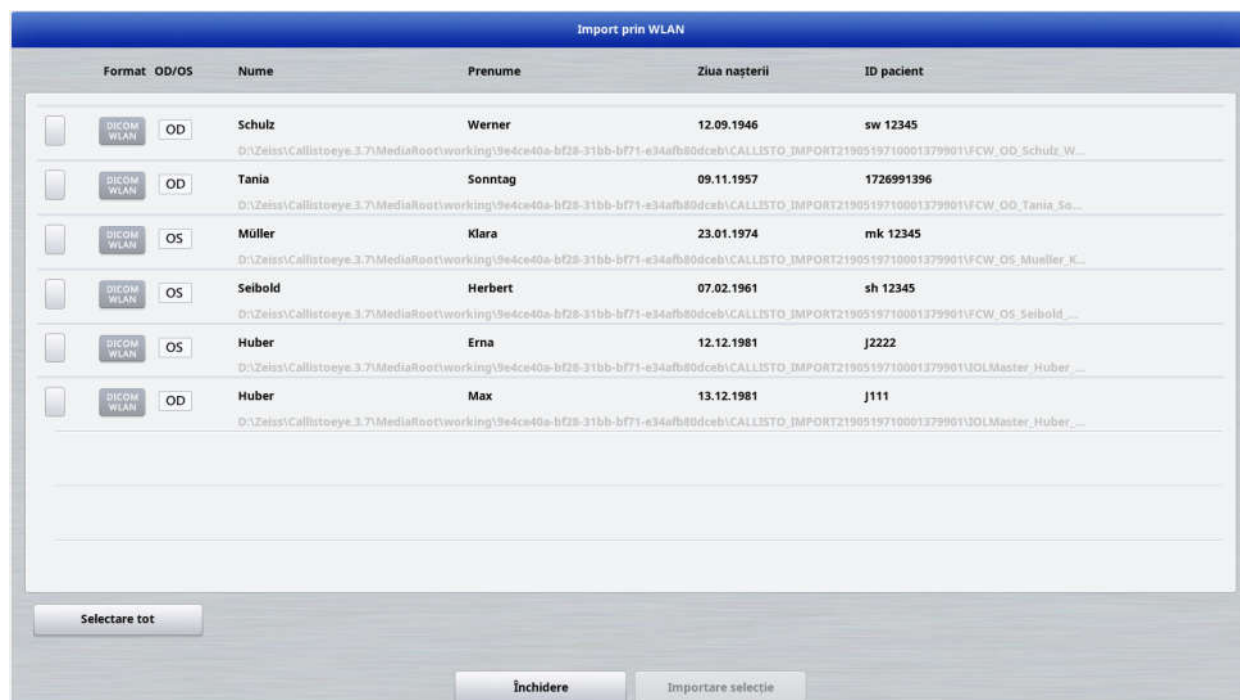 Import prin WLAN
Format OD/OS Nume Prenume Ziua nașterii ID pacient
DICOM WLAN OD Schulz Werner 12.09.1946 sw 12345
D:\Zeiss\Callistoeye.3.7\MediaRoot\working\9e4ce40a-bf28-31bb-bf71-e34afb80dceb\CALLISTO_IMPORT2190519710001379901\FCW_OD_Schulz_W...
DICOM WLAN OD Tania Sonntag 09.11.1957 1726991396
D:\Zeiss\Callistoeye.3.7\MediaRoot\working\9e4ce40a-bf28-31bb-bf71-e34afb80dceb\CALLISTO_IMPORT2190519710001379901\FCW_OD_Tania_So...
DICOM WLAN OS Müller Klara 23.01.1974 mk 12345
D:\Zeiss\Callistoeye.3.7\MediaRoot\working\9e4ce40a-bf28-31bb-bf71-e34afb80dceb\CALLISTO_IMPORT2190519710001379901\FCW_OS_Mueller_K...
DICOM WLAN OS Seibold Herbert 07.02.1961 sh 12345
D:\Zeiss\Callistoeye.3.7\MediaRoot\working\9e4ce40a-bf28-31bb-bf71-e34afb80dceb\CALLISTO_IMPORT2190519710001379901\FCW_OS_Seibold_...
DICOM WLAN OS Huber Erna 12.12.1981 J2222
D:\Zeiss\Callistoeye.3.7\MediaRoot\working\9e4ce40a-bf28-31bb-bf71-e34afb80dceb\CALLISTO_IMPORT2190519710001379901\IOLMaster_Huber_...
DICOM WLAN OD Huber Max 13.12.1981 J111
D:\Zeiss\Callistoeye.3.7\MediaRoot\working\9e4ce40a-bf28-31bb-bf71-e34afb80dceb\CALLISTO_IMPORT2190519710001379901\IOLMaster_Huber_...
Selectare tot
Închidere Importare selecție